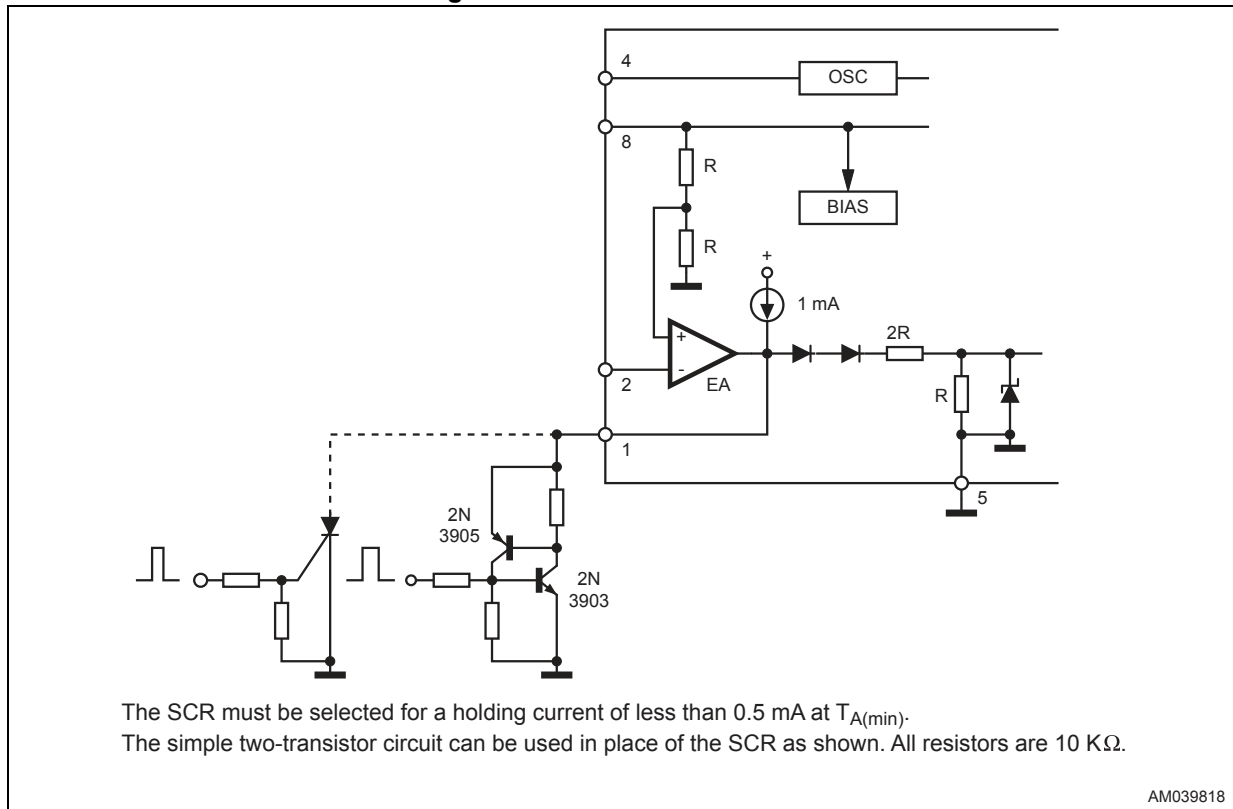 4
OSC
8
R
BIAS
R
+
1 mA
2R
+
-
EA
2
R
1
5
2N
3905
2N
3903
The SCR must be selected for a holding current of less than 0.5 mA at TA(min).
The simple two-transistor circuit can be used in place of the SCR as shown. All resistors are 10 KΩ.
AM039818